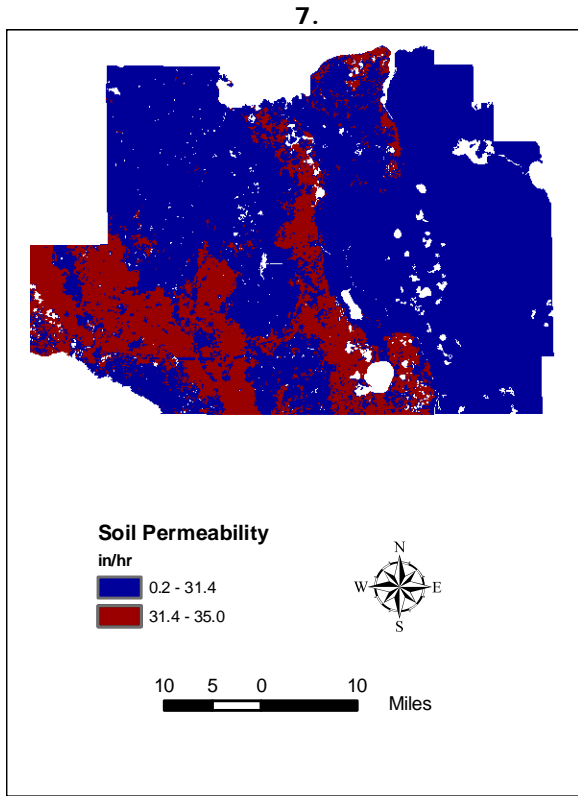 7.
Soil Permeability
in/hr
0.2 - 31.4
31.4 - 35.0
N
W E
S
10 5 0 10
Miles